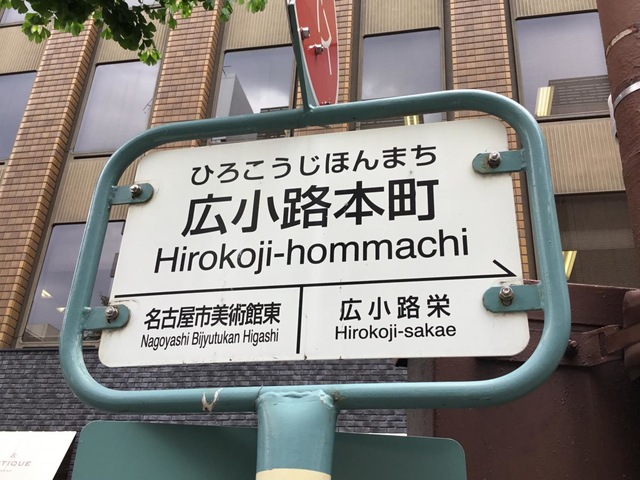 ひろこうじほんまち
広小路本町
Hirokoji-hommachi
名古屋市美術館東
Nagoyashi Bijyutukan Higashi
広小路栄
Hirokoji-sakae
&
TIQUE